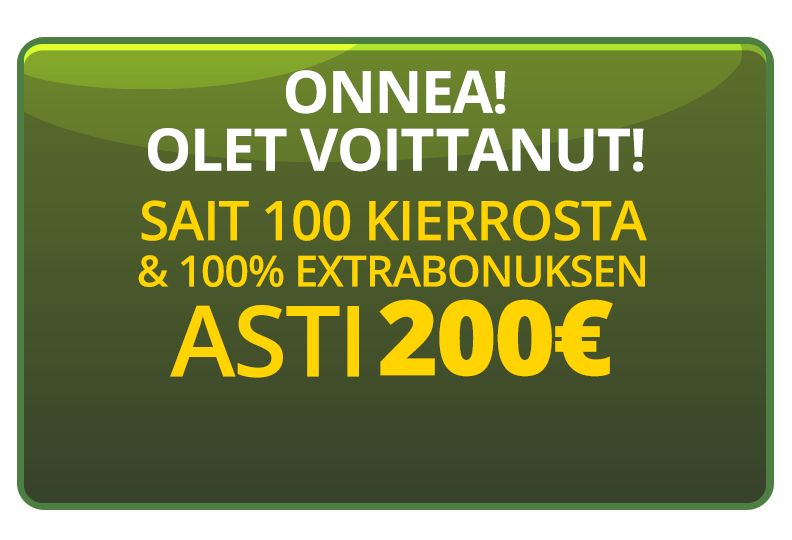 ONNEA!
OLET VOITTANUT!
SAIT 100 KIERROSTA
& 100% EXTRABONUKSEN
ASTI 200€